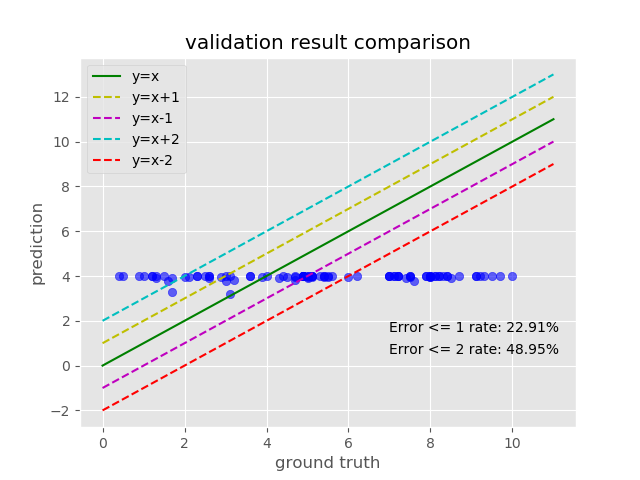 validation result comparison
y=x
y=x+1
y=x-1
y=x+2
y=x-2
12
10
8
6
4
2
0
−2
prediction
Error <= 1 rate: 22.91%
Error <= 2 rate: 48.95%
0 2 4 6 8 10
ground truth